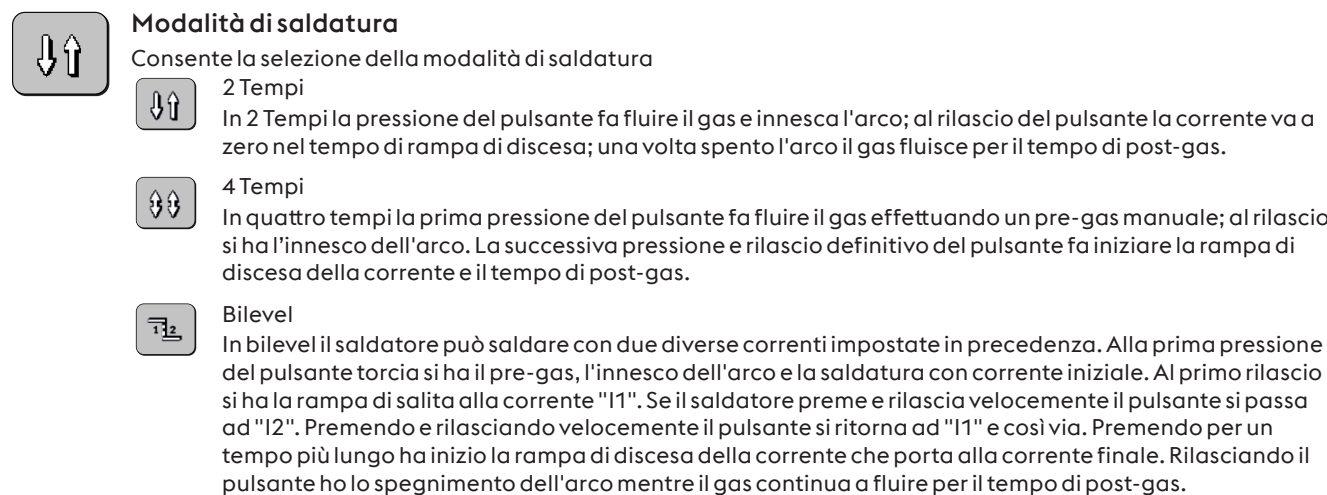 Modalità di saldatura
Consente la selezione della modalità di saldatura
2 Tempi
In 2 Tempi la pressione del pulsante fa fluire il gas e innesca l'arco; al rilascio del pulsante la corrente va a
zero nel tempo di rampa di discesa; una volta spento l'arco il gas fluisce per il tempo di post-gas.
4 Tempi
In quattro tempi la prima pressione del pulsante fa fluire il gas effettuando un pre-gas manuale; al rilascio
si ha l’innesco dell'arco. La successiva pressione e rilascio definitivo del pulsante fa iniziare la rampa di
discesa della corrente e il tempo di post-gas.
1 2
Bilevel
In bilevel il saldatore può saldare con due diverse correnti impostate in precedenza. Alla prima pressione
del pulsante torcia si ha il pre-gas, l'innesco dell'arco e la saldatura con corrente iniziale. Al primo rilascio
si ha la rampa di salita alla corrente "I1". Se il saldatore preme e rilascia velocemente il pulsante si passa
ad "I2". Premendo e rilasciando velocemente il pulsante si ritorna ad "I1" e così via. Premendo per un
tempo più lungo ha inizio la rampa di discesa della corrente che porta alla corrente finale. Rilasciando il
pulsante ho lo spegnimento dell'arco mentre il gas continua a fluire per il tempo di post-gas.